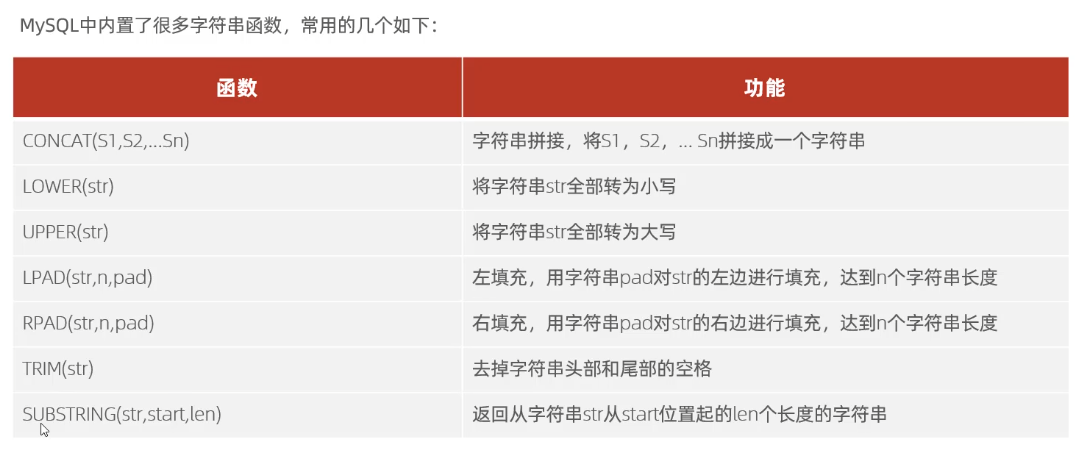 MySQL中内置了很多字符串函数，常用的几个如下：
函数 功能
CONCAT(S1,S2,...Sn) 字符串拼接，将S1，S2，... Sn拼接成一个字符串
LOWER(str) 将字符串str全部转为小写
UPPER(str) 将字符串str全部转为大写
LPAD(str,n,pad) 左填充，用字符串pad对str的左边进行填充，达到n个字符串长度
RPAD(str,n,pad) 右填充，用字符串pad对str的右边进行填充，达到n个字符串长度
TRIM(str) 去掉字符串头部和尾部的空格
SUBSTRING(str,start,len) 返回从字符串str从start位置起的len个长度的字符串